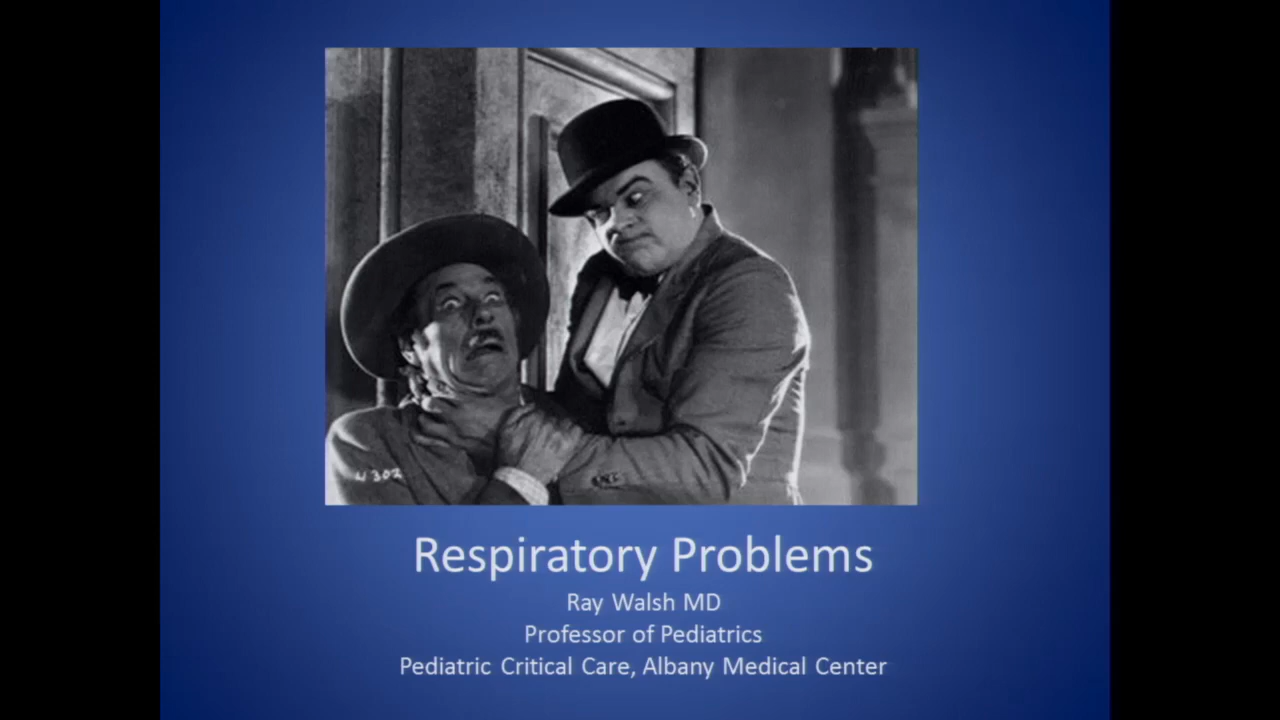 Respiratory Problems
Ray Walsh MD
Professor of Pediatrics
Pediatric Critical Care, Albany Medical Center